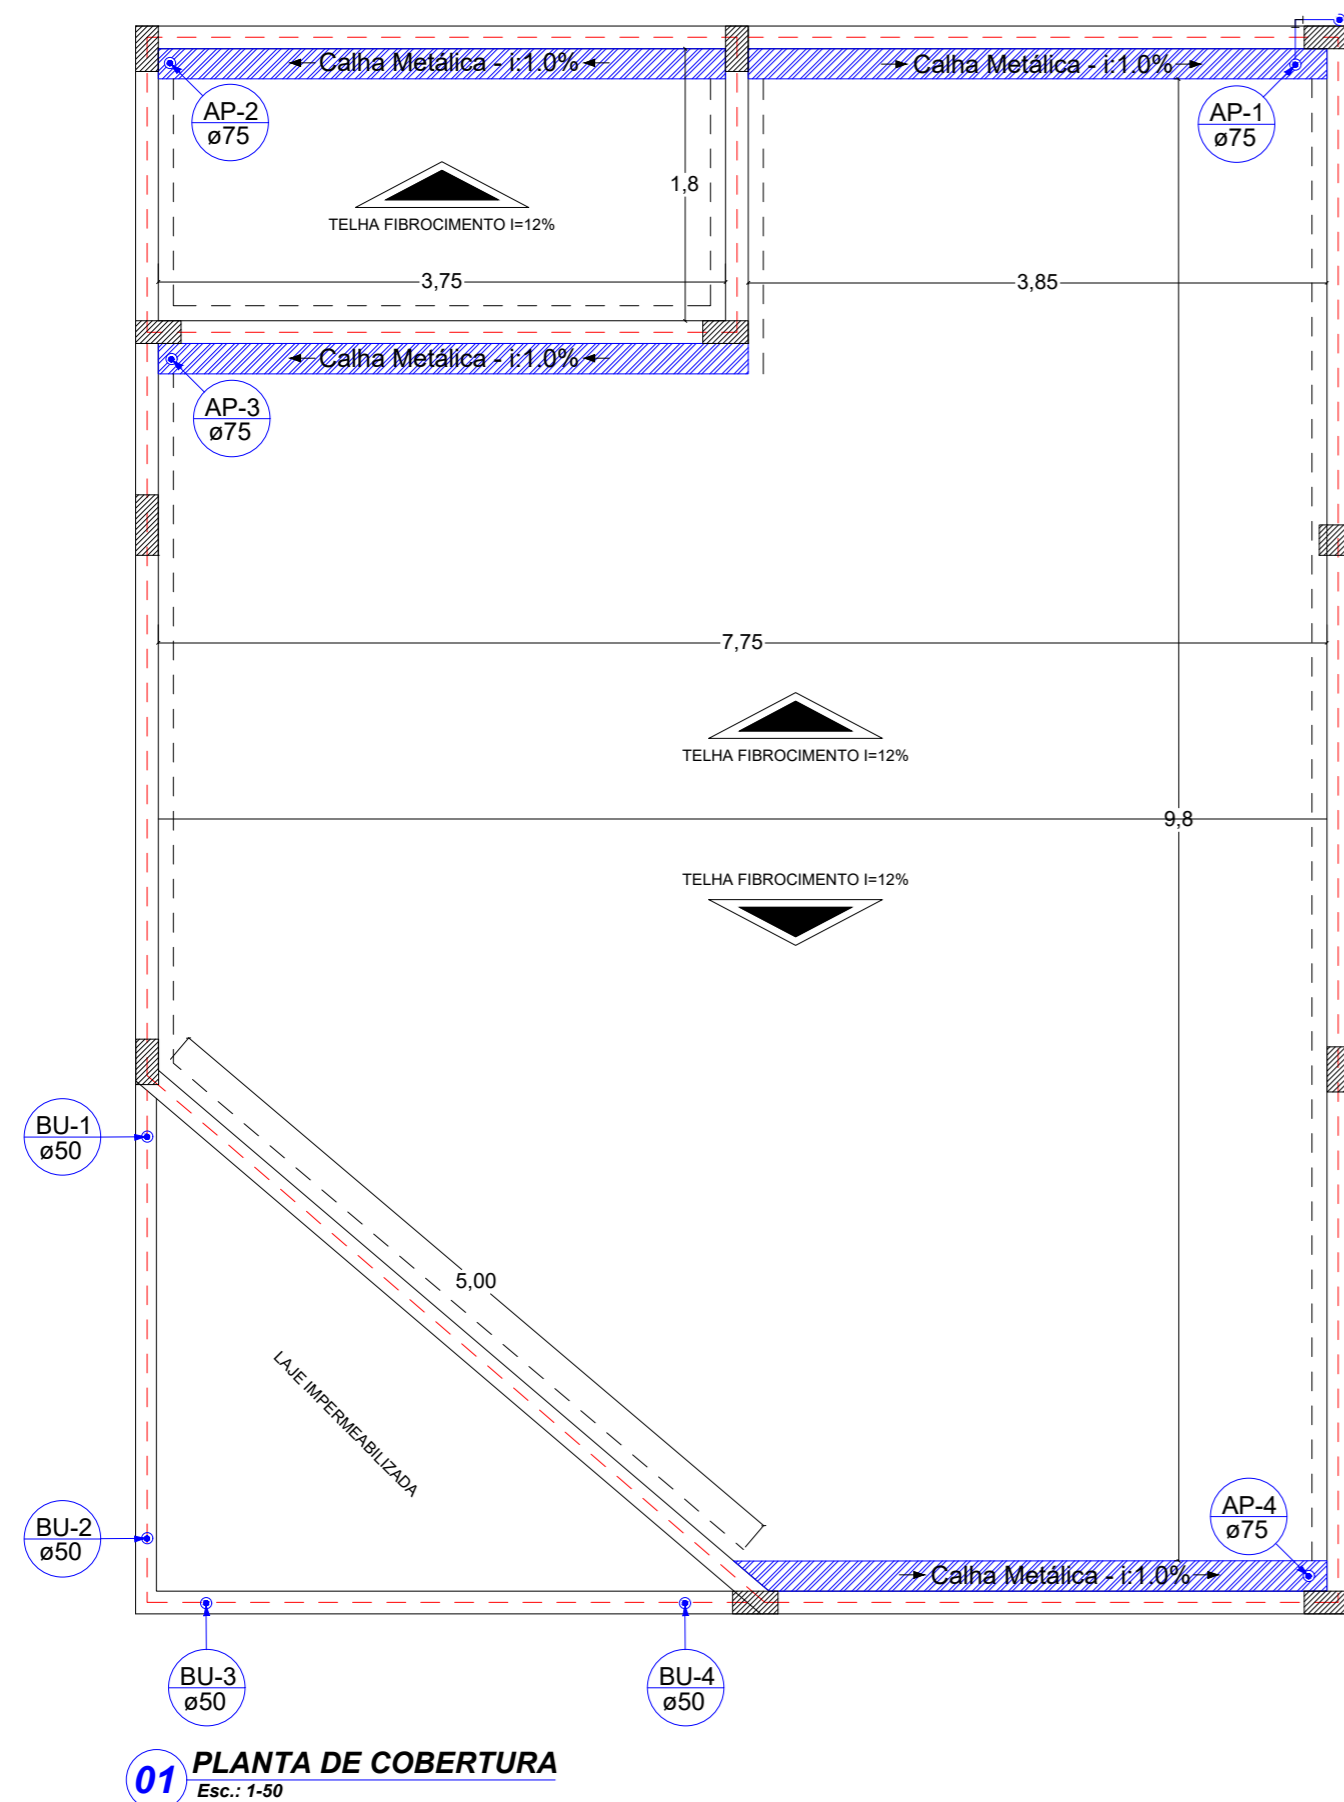 Calha Metálica - i:1.0%
Calha Metálica - i:1.0%
AP-2
ø75
AP-1
ø75
1,8
TELHA FIBROCIMENTO I=12%
3,75
3,85
Calha Metálica - i:1.0%
AP-3
ø75
7,75
TELHA FIBROCIMENTO I=12%
9,8
TELHA FIBROCIMENTO I=12%
BU-1
ø50
5,00
LAJE IMPERMEABILIZADA
BU-2
ø50
AP-4
ø75
Calha Metálica - i:1.0%
BU-3
ø50
BU-4
ø50
01 PLANTA DE COBERTURA
Esc.: 1-50